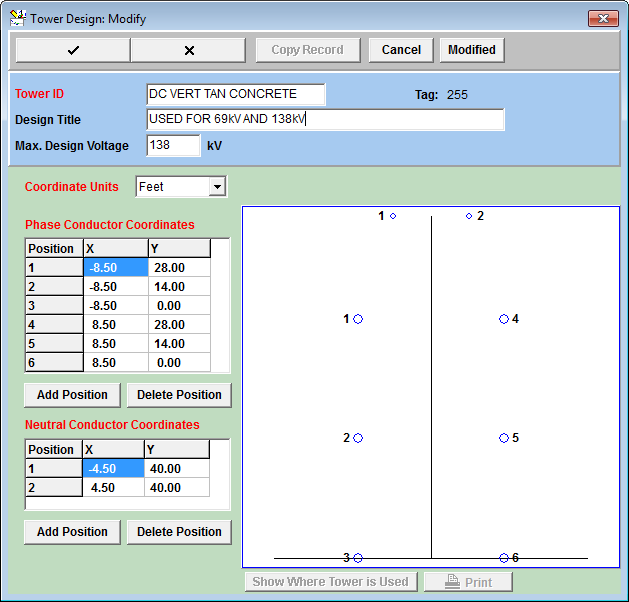 Tower Design: Modify
Copy Record Cancel Modified
Tower ID DC VERT TAN CONCRETE Tag: 255
Design Title USED FOR 69kV AND 138kV
Max. Design Voltage 138 kV
Coordinate Units Feet
Phase Conductor Coordinates
Position X Y
1 -8.50 28.00
2 -8.50 14.00
3 -8.50 0.00
4 8.50 28.00
5 8.50 14.00
6 8.50 0.00
Add Position Delete Position
Neutral Conductor Coordinates
Position X Y
1 -4.50 40.00
2 4.50 40.00
Add Position Delete Position
1 2
1 4
2 5
3 6
Show Where Tower is Used Print